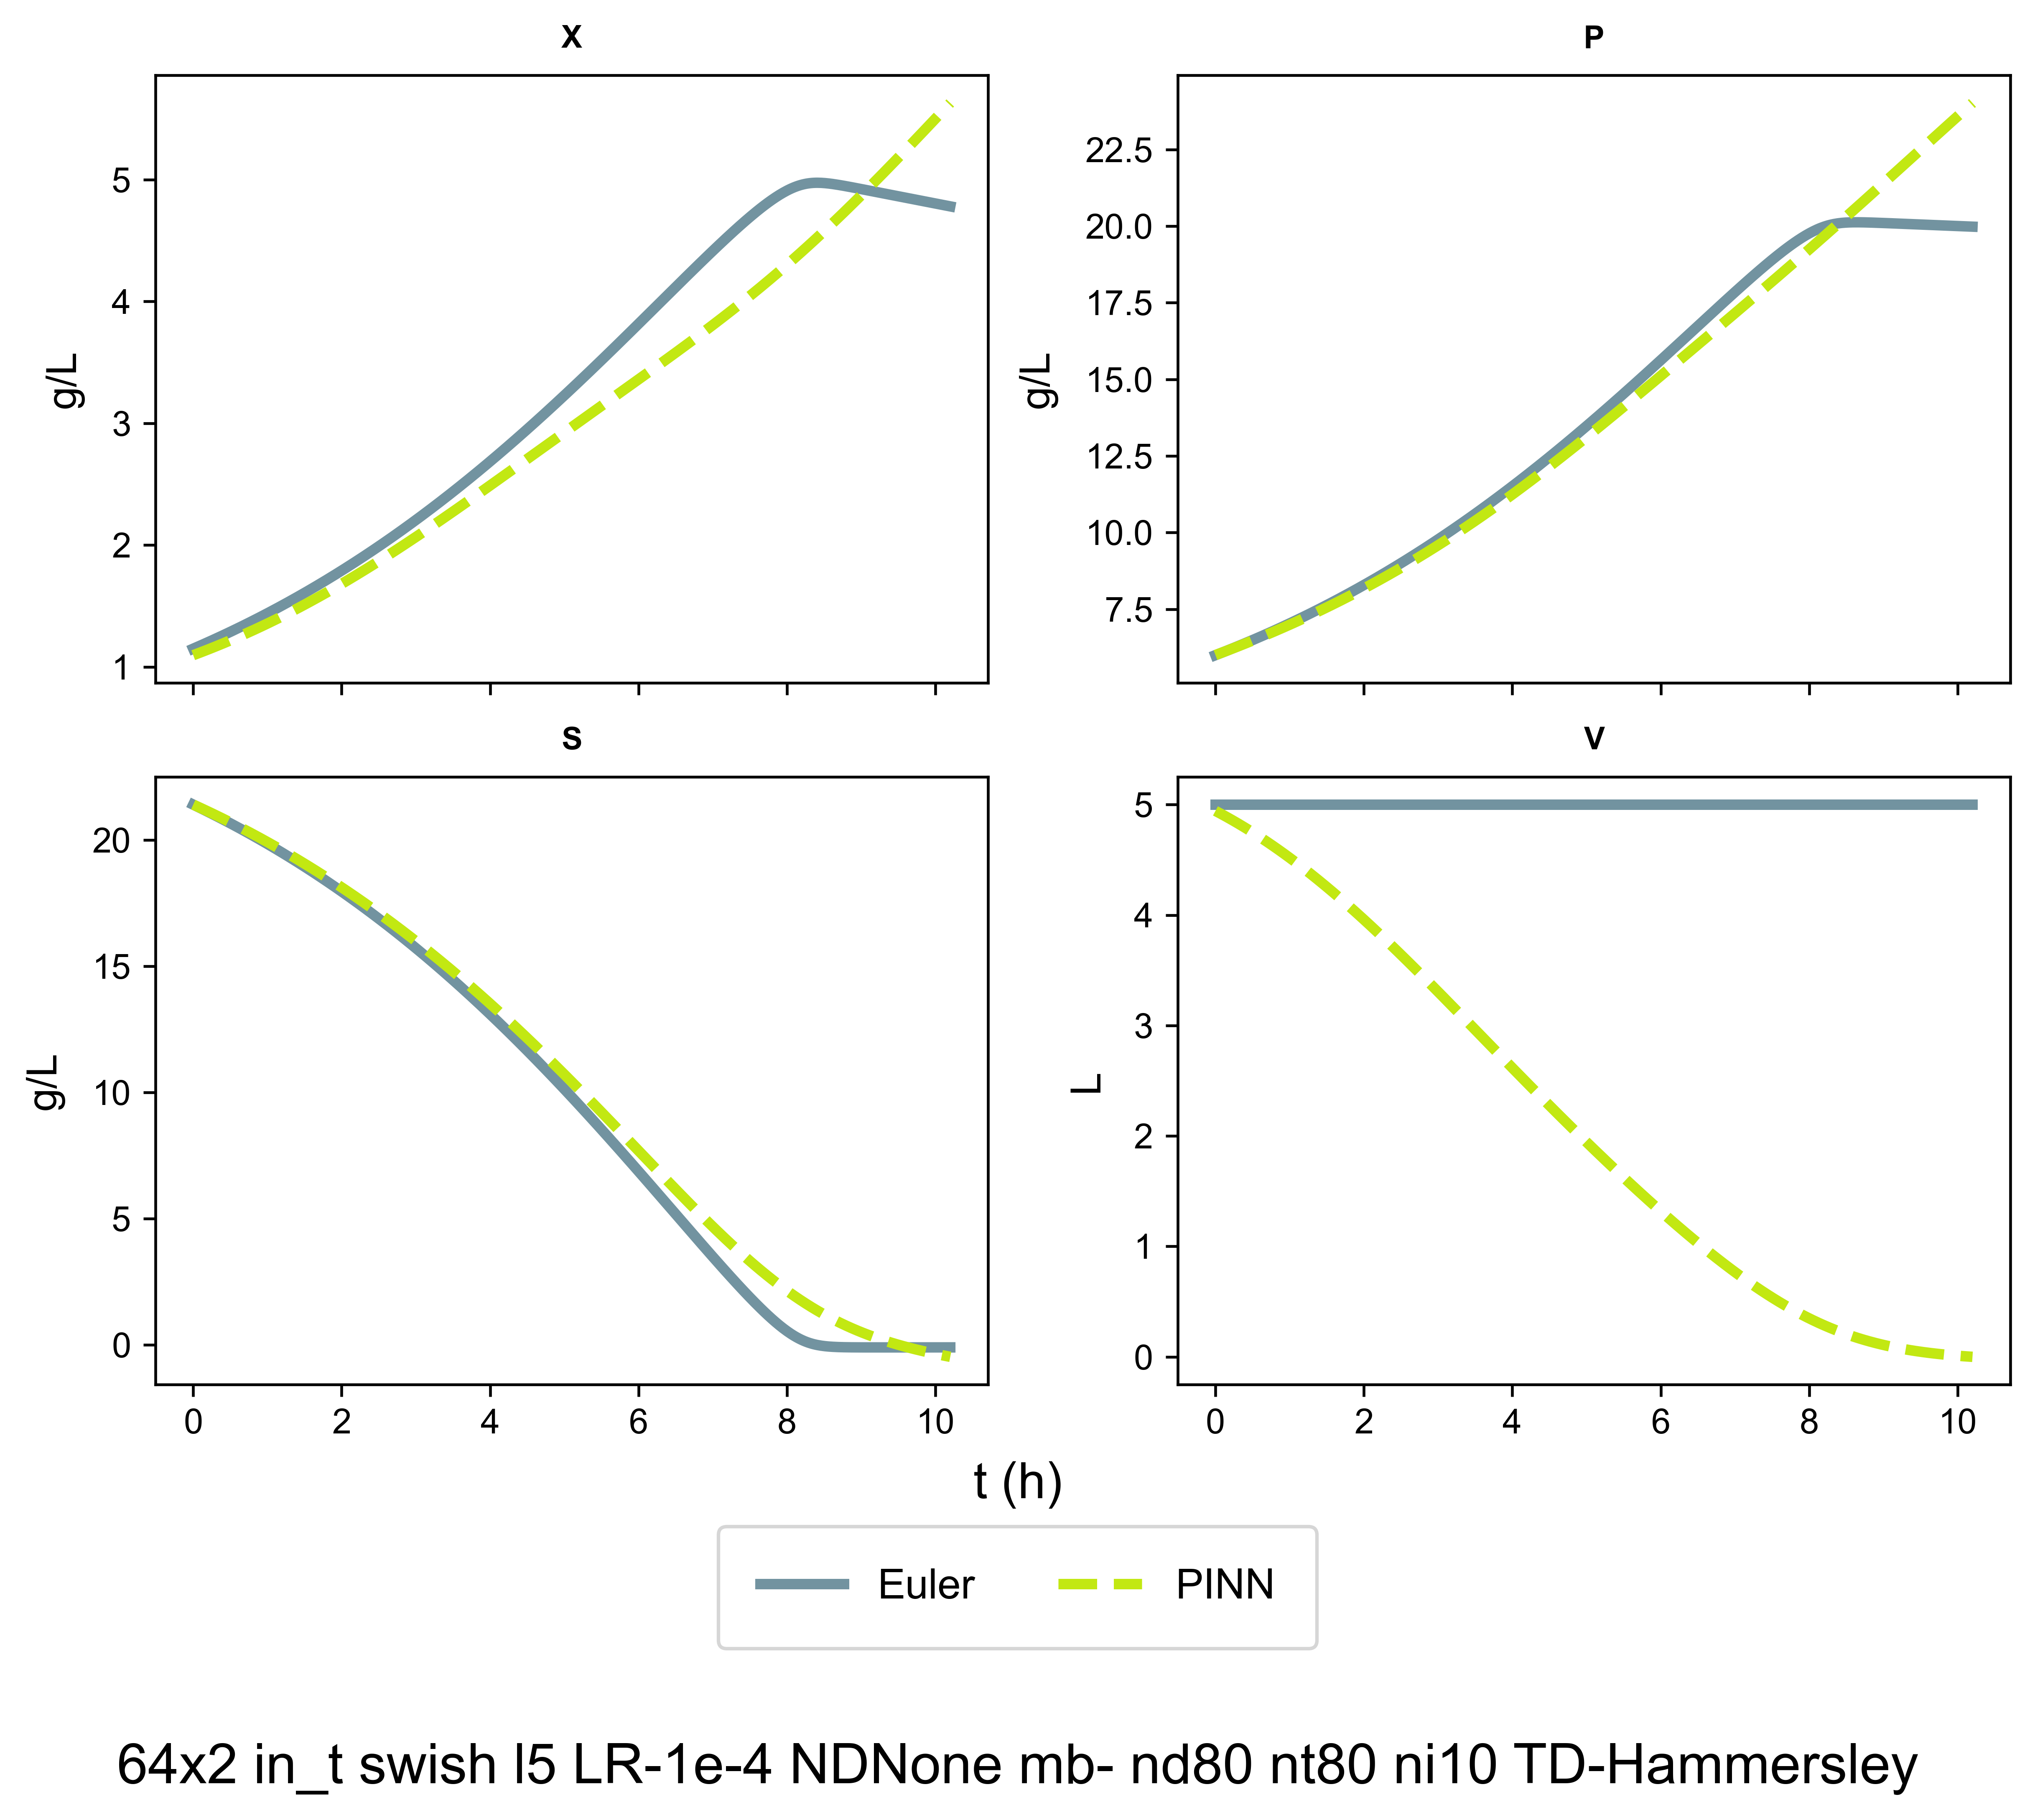 X
P
g/L
5
4
3
2
1
g/L
22.5
20.0
17.5
15.0
12.5
10.0
7.5
S
V
g/L
20
15
10
5
0
0 2 4 6 8 10
L
5
4
3
2
1
0
0 2 4 6 8 10
t (h)
Euler PINN
64x2 in_t swish l5 LR-1e-4 NDNone mb- nd80 nt80 ni10 TD-Hammersley